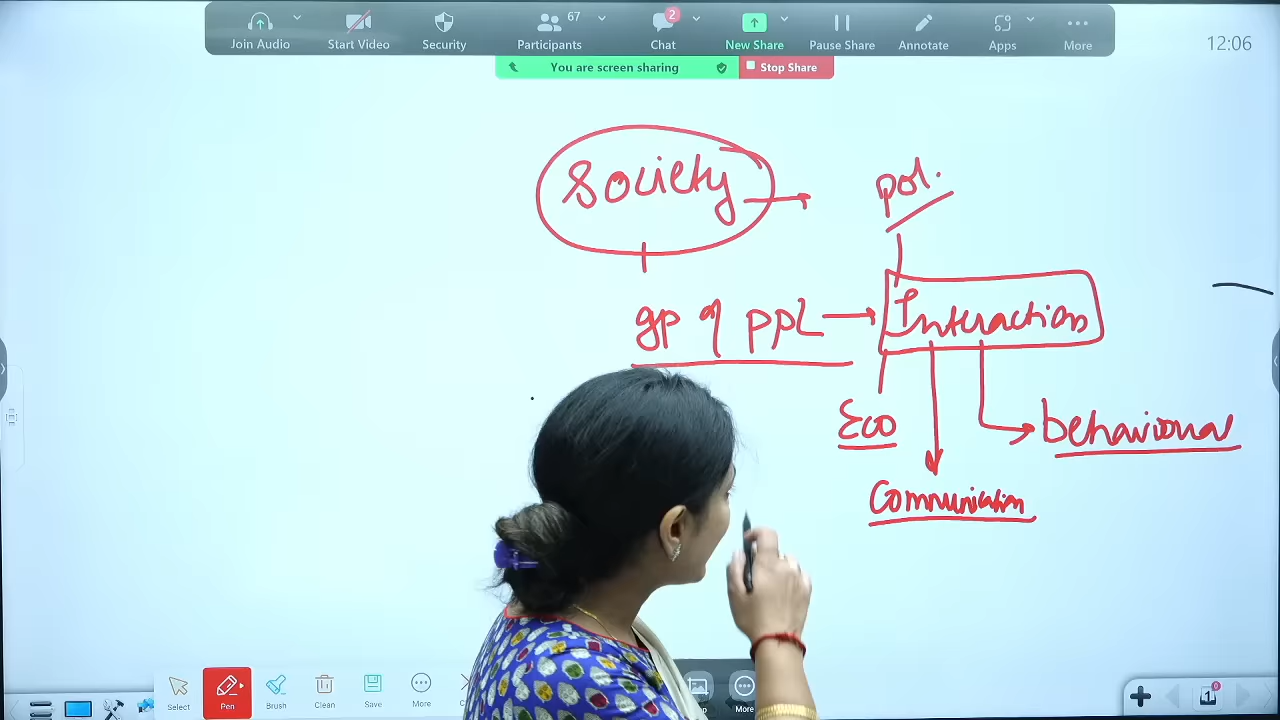 67
2
Join Audio Start Video Security Participants Chat New Share Pause Share Annotate Apps More
12:06
You are screen sharing Stop Share
Society
pol.
gp of ppl Interaction
Eco
behavioural
Communication
Select Pen Brush Clean Save More
More